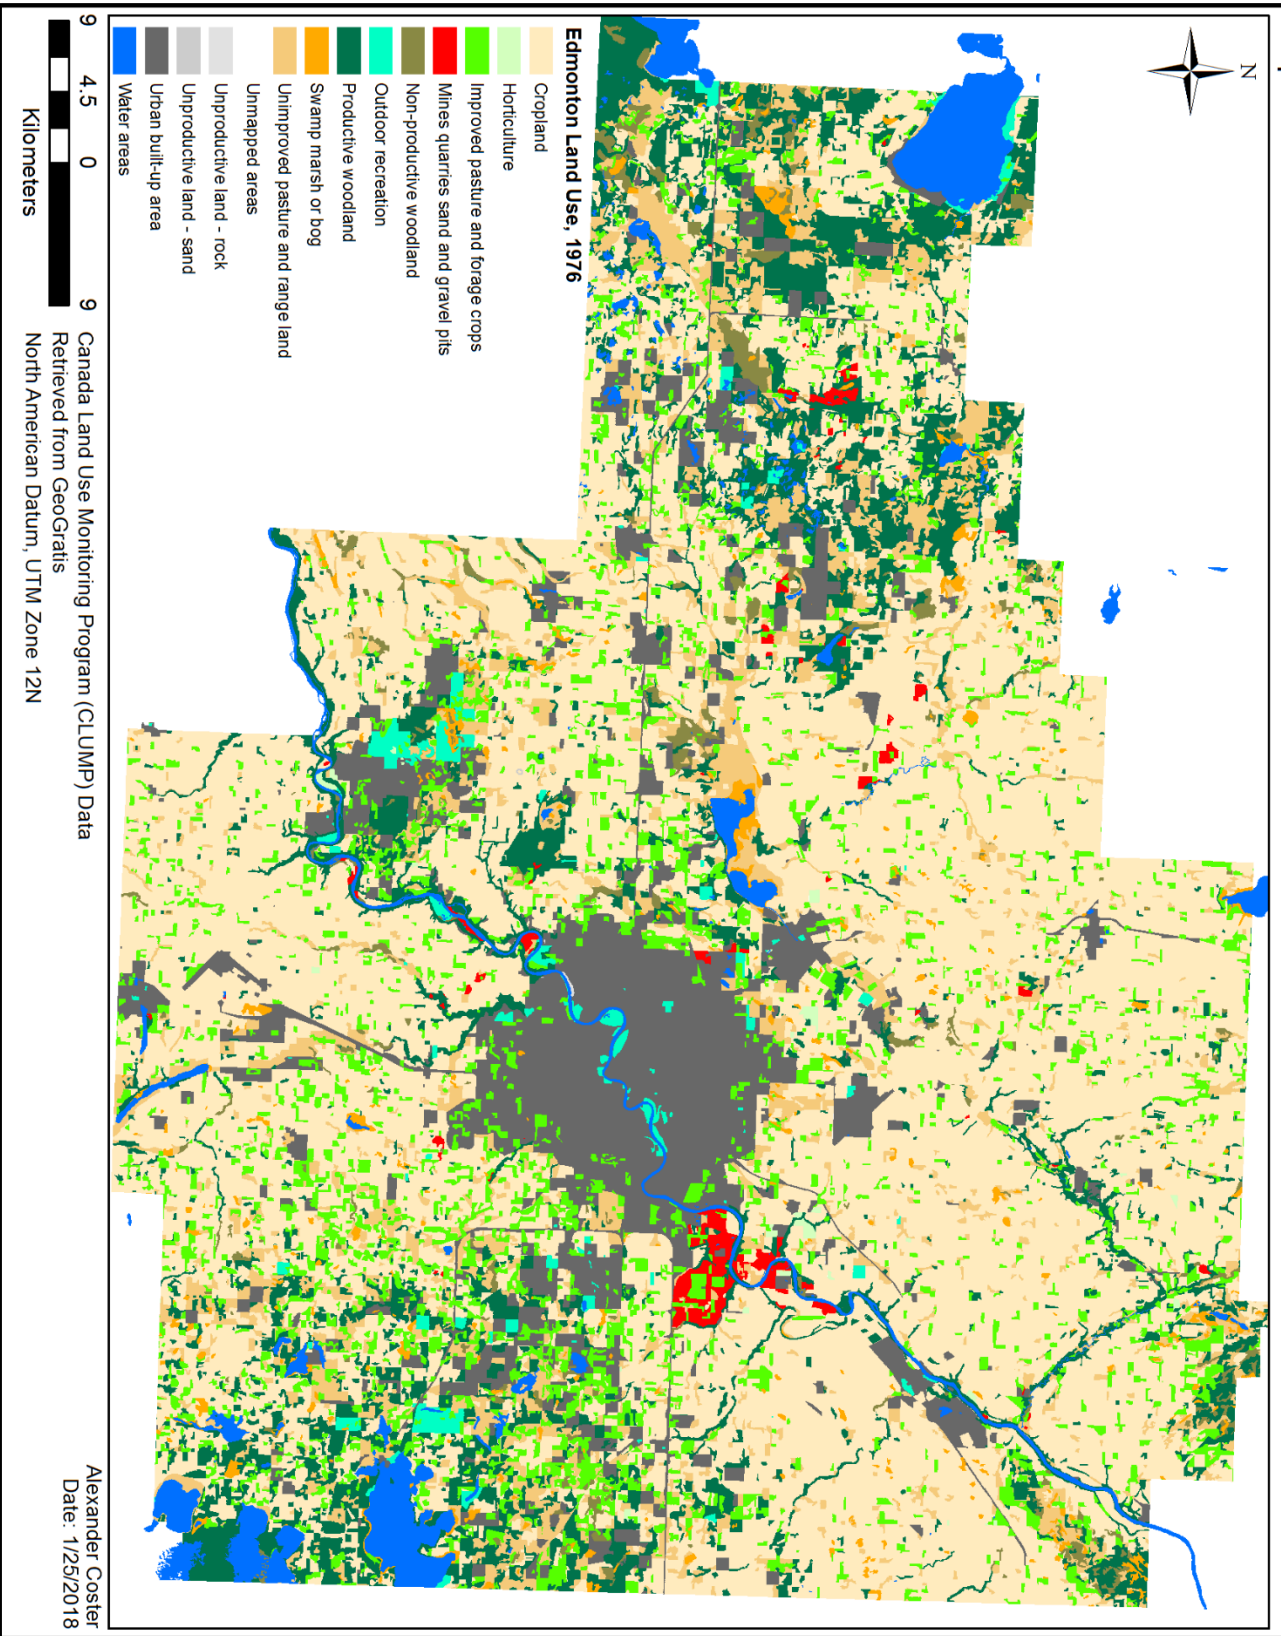 N
Edmonton Land Use, 1976
Cropland
Horticulture
Improved pasture and forage crops
Mines quarries sand and gravel pits
Non-productive woodland
Outdoor recreation
Productive woodland
Swamp marsh or bog
Unimproved pasture and range land
Unmapped areas
Unproductive land - rock
Unproductive land - sand
Urban built-up area
Water areas
9 4.5 0 9
Kilometers
Canada Land Use Monitoring Program (CLUMP) Data
Retrieved from GeoGratis
North American Datum, UTM Zone 12N
Alexander Coster
Date: 1/25/2018